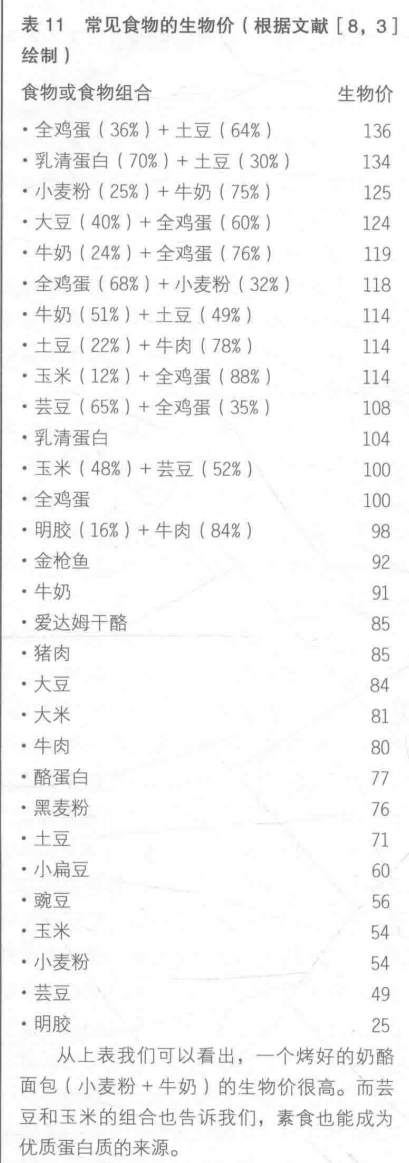 表 11　常见食物的生物价（根据文献［8，3］
绘制）
食物或食物组合　生物价
·全鸡蛋（36%）+土豆（64%）　136
·乳清蛋白（70%）+土豆（30%）　134
·小麦粉（25%）+牛奶（75%）　125
·大豆（40%）+全鸡蛋（60%）　124
·牛奶（24%）+全鸡蛋（76%）　119
·全鸡蛋（68%）+小麦粉（32%）　118
·牛奶（51%）+土豆（49%）　114
·土豆（22%）+牛肉（78%）　114
·玉米（12%）+全鸡蛋（88%）　114
·芸豆（65%）+全鸡蛋（35%）　108
·乳清蛋白　104
·玉米（48%）+芸豆（52%）　100
·全鸡蛋　100
·明胶（16%）+牛肉（84%）　98
·金枪鱼　92
·牛奶　91
·爱达姆干酪　85
·猪肉　85
·大豆　84
·大米　81
·牛肉　80
·酪蛋白　77
·黑麦粉　76
·土豆　71
·小扁豆　60
·豌豆　56
·玉米　54
·小麦粉　54
·芸豆　49
·明胶　25
从上表我们可以看出，一个烤好的奶酪
面包（小麦粉+牛奶）的生物价很高。而芸
豆和玉米的组合也告诉我们，素食也能成为
优质蛋白质的来源。